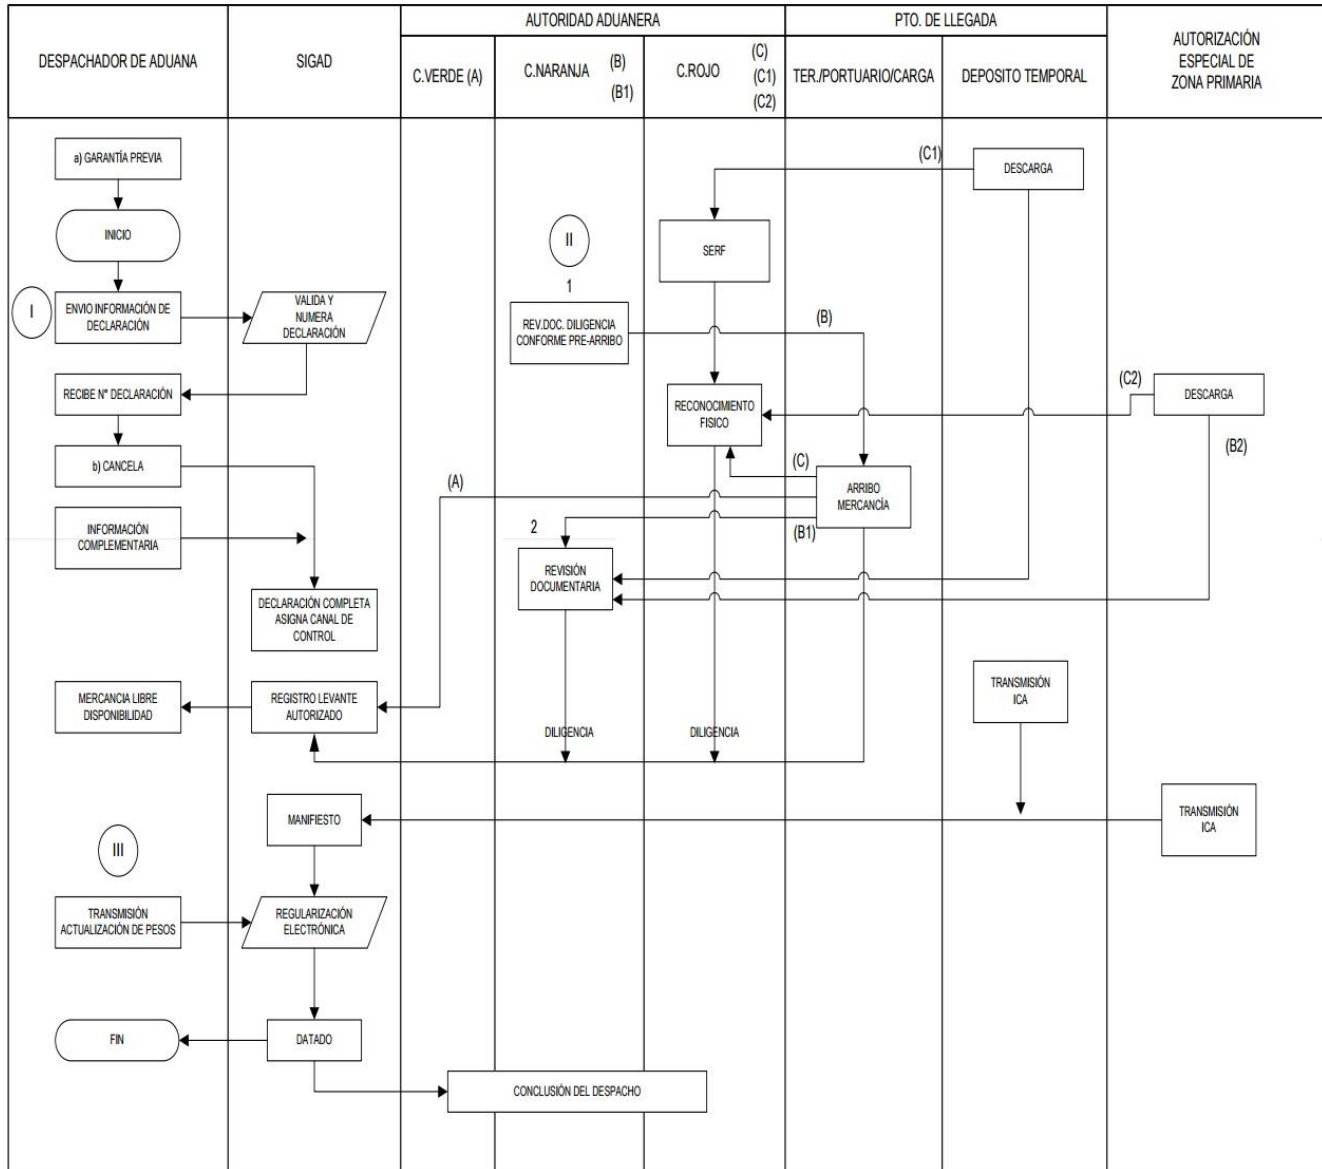 AUTORIDAD ADUANERA
PTO. DE LLEGADA
DESPACHADOR DE ADUANA
SIGAD
C.VERDE (A)
C.NARANJA
(B)
(B1)
C.ROJO
(C)
(C1)
(C2)
TER./PORTUARIO/CARGA
DEPOSITO TEMPORAL
AUTORIZACIÓN
ESPECIAL DE
ZONA PRIMARIA
a) GARANTÍA PREVIA
(C1)
DESCARGA
INICIO
II
SERF
1
I
ENVIO INFORMACIÓN DE
DECLARACIÓN
VALIDA Y
NUMERA
DECLARACIÓN
REV.DOC. DILIGENCIA
CONFORME PRE-ARRIBO
(B)
RECIBE N° DECLARACIÓN
RECONOCIMIENTO
FISICO
(C2)
DESCARGA
(B2)
b) CANCELA
(A)
(C)
ARRIBO
MERCANCÍA
(B1)
INFORMACIÓN
COMPLEMENTARIA
2
REVISIÓN
DOCUMENTARIA
DECLARACIÓN COMPLETA
ASIGNA CANAL DE
CONTROL
MERCANCIA LIBRE
DISPONIBILIDAD
REGISTRO LEVANTE
AUTORIZADO
TRANSMISIÓN
ICA
DILIGENCIA
DILIGENCIA
MANIFIESTO
TRANSMISIÓN
ICA
III
TRANSMISIÓN
ACTUALIZACIÓN DE PESOS
REGULARIZACIÓN
ELECTRÓNICA
FIN
DATADO
CONCLUSIÓN DEL DESPACHO